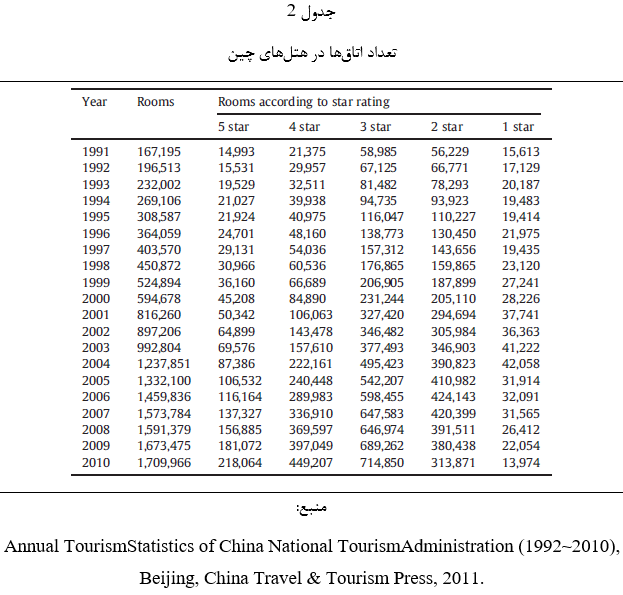 جدول 2
تعداد اتاق‌ها در هتل‌های چین
Year Rooms Rooms according to star rating
5 star 4 star 3 star 2 star 1 star
1991 167,195 14,993 21,375 58,985 56,229 15,613
1992 196,513 15,531 29,957 67,125 66,771 17,129
1993 232,002 19,529 32,511 81,482 78,293 20,187
1994 269,106 21,027 39,938 94,735 93,923 19,483
1995 308,587 21,924 40,975 116,047 110,227 19,414
1996 364,059 24,701 48,160 138,773 130,450 21,975
1997 403,570 29,131 54,036 157,312 143,656 19,435
1998 450,872 30,966 60,536 176,865 159,865 23,120
1999 524,894 36,160 66,689 206,905 187,899 27,241
2000 594,678 45,208 84,890 231,244 205,110 28,226
2001 816,260 50,342 106,063 327,420 294,694 37,741
2002 897,206 64,899 143,478 346,482 305,984 36,363
2003 992,804 69,576 157,610 377,493 346,903 41,222
2004 1,237,851 87,386 222,161 495,423 390,823 42,058
2005 1,332,100 106,532 240,448 542,207 410,982 31,914
2006 1,459,836 116,164 289,983 598,455 424,143 32,091
2007 1,573,784 137,327 336,910 647,583 420,399 31,565
2008 1,591,379 156,885 369,597 646,974 391,511 26,412
2009 1,673,475 181,072 397,049 689,262 380,438 22,054
2010 1,709,966 218,064 449,207 714,850 313,871 13,974
منبع:
Annual TourismStatistics of China National TourismAdministration (1992~2010),
Beijing, China Travel & Tourism Press, 2011.